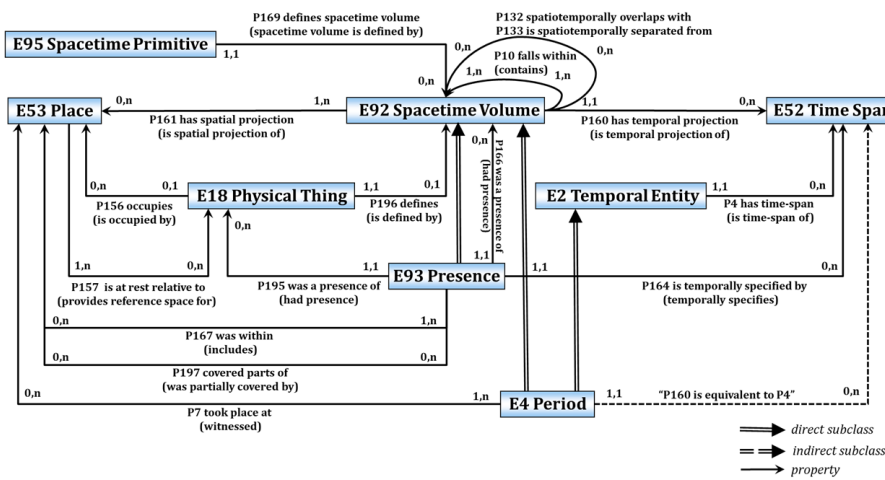 P169 defines spacetime volume
(spacetime volume is defined by)
P132 spatiotemporally overlaps with
P133 is spatiotemporally separated from
E95 Spacetime Primitive
1,1
0,n
0,n
P10 falls within
(contains)
0,n
1,n
1,n
E53 Place
0,n
1,n
E92 Spacetime Volume
1,1
0,n
E52 Time Span
P161 has spatial projection
(is spatial projection of)
P160 has temporal projection
(is temporal projection of)
0,n
P166 was a presence of
(had presence)
0,n
0,1
E18 Physical Thing
1,1
0,1
E2 Temporal Entity
1,1
0,n
P156 occupies
(is occupied by)
P196 defines
(is defined by)
P4 has time-span
(is time-span of)
0,n
1,n
0,n
1,1
1,1
E93 Presence
1,1
0,n
P157 is at rest relative to
(provides reference space for)
P195 was a presence of
(had presence)
P164 is temporally specified by
(temporally specifies)
0,n
1,n
P167 was within
(includes)
0,n
0,n
P197 covered parts of
(was partially covered by)
0,n
1,n
E4 Period
1,1
"P160 is equivalent to P4"
0,n
P7 took place at
(witnessed)
direct subclass
indirect subclass
property